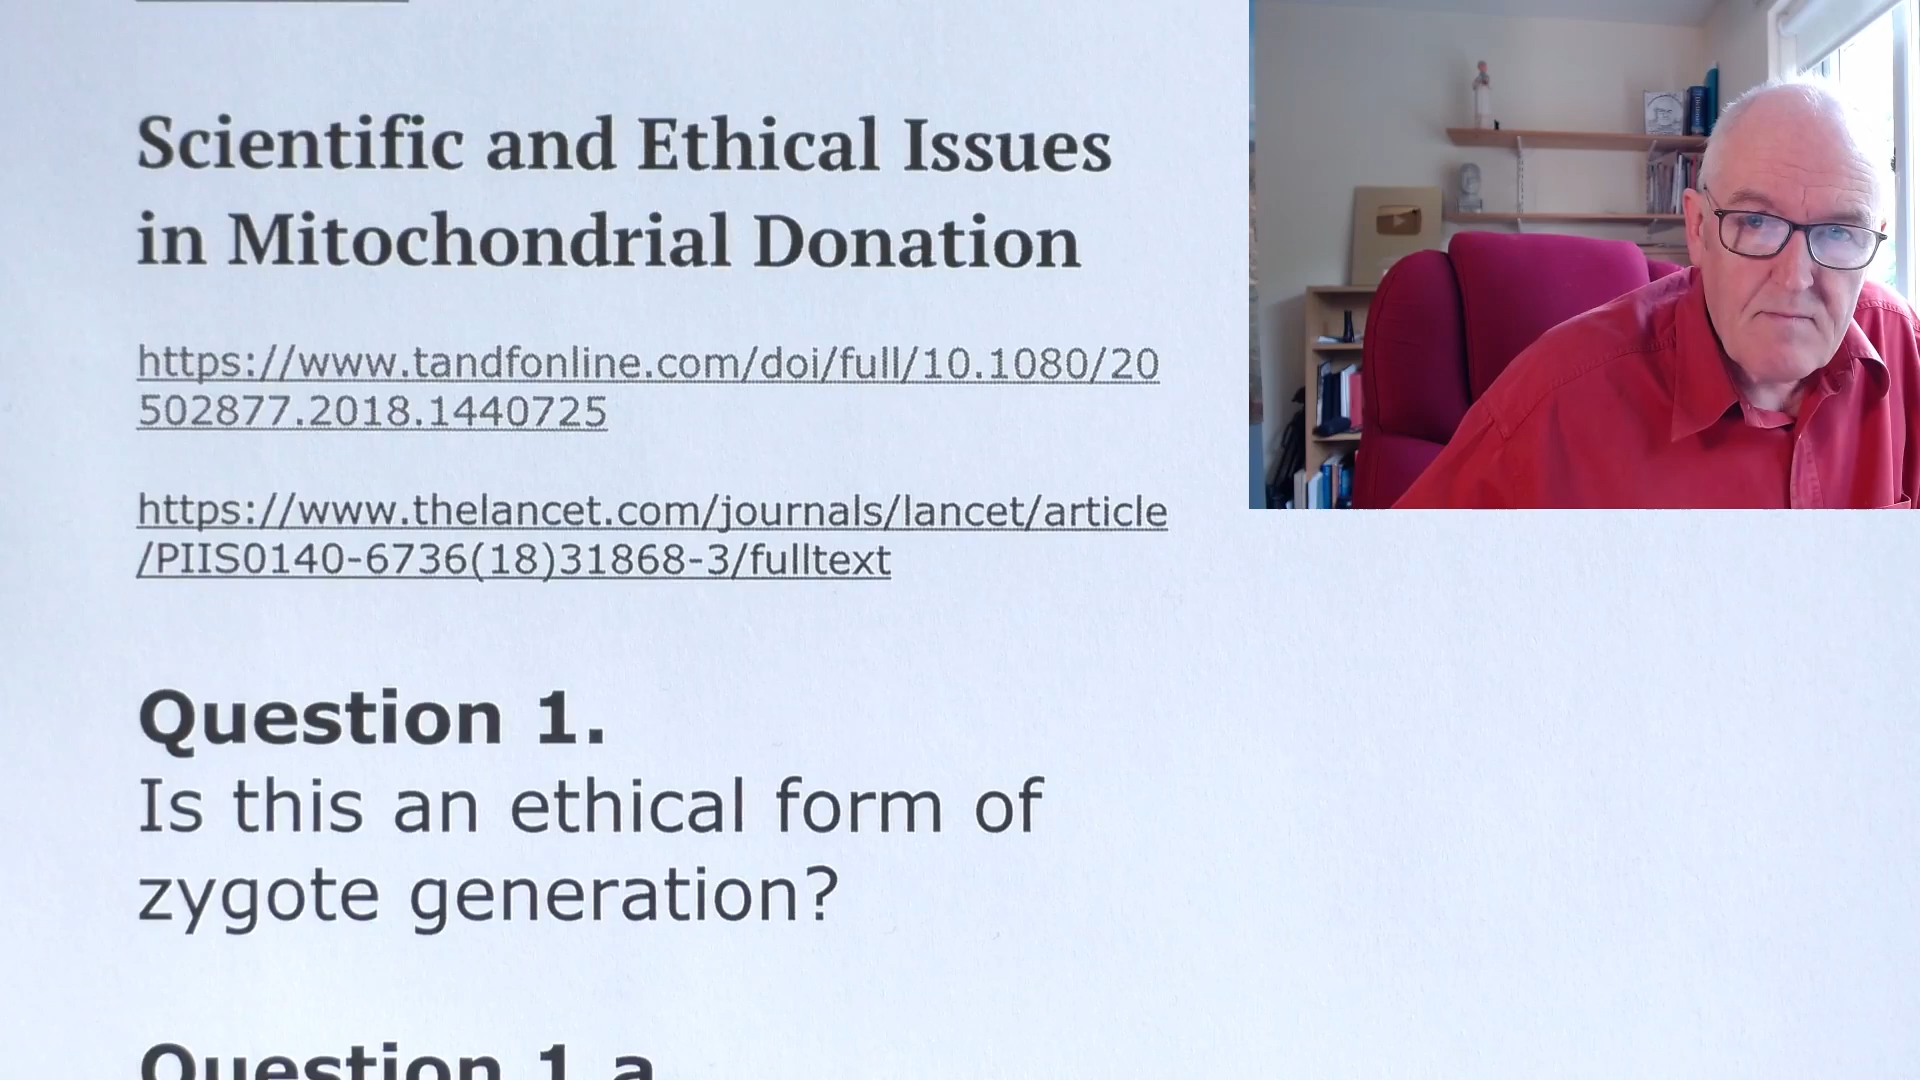 Scientific and Ethical Issues
in Mitochondrial Donation
https://www.tandfonline.com/doi/full/10.1080/20
502877.2018.1440725
https://www.thelancet.com/journals/lancet/article
/PIIS0140-6736(18)31868-3/fulltext
Question 1.
Is this an ethical form of
zygote generation?
Question 1 a